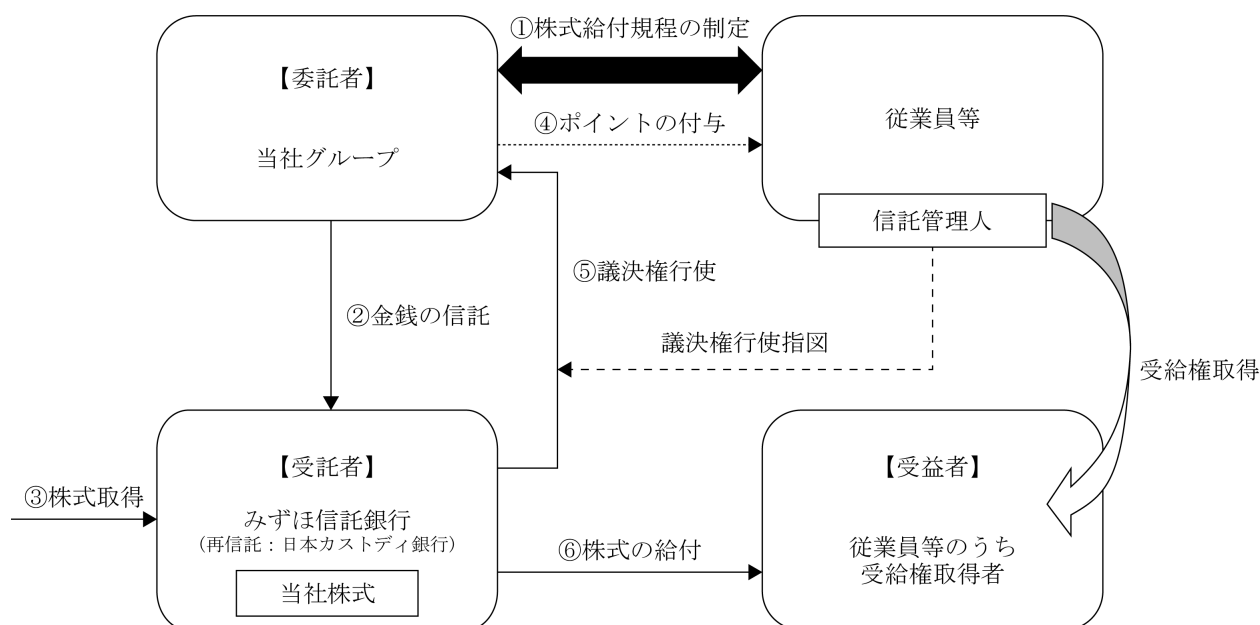 ①株式給付規程の制定
【委託者】
当社グループ
従業員等
④ポイントの付与
信託管理人
⑤議決権行使
②金銭の信託
議決権行使指図
受給権取得
【受託者】
みずほ信託銀行
(再信託:日本カストディ銀行)
当社株式
③株式取得
⑥株式の給付
【受益者】
従業員等のうち
受給権取得者